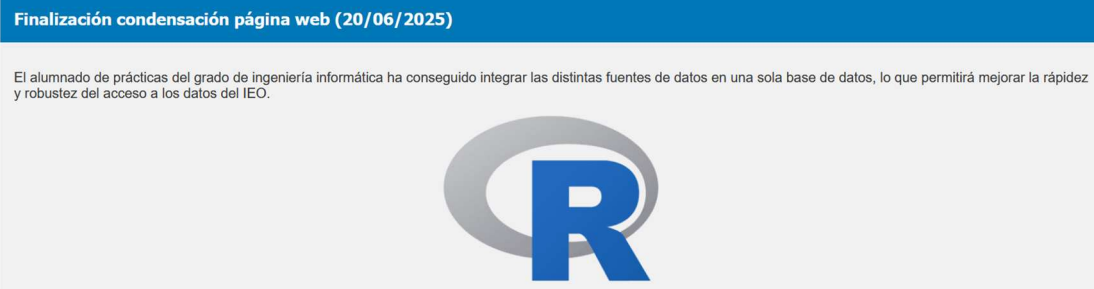 Finalización condensación página web (20/06/2025)
El alumnado de prácticas del grado de ingeniería informática ha conseguido integrar las distintas fuentes de datos en una sola base de datos, lo que permitirá mejorar la rápidez
y robustez del acceso a los datos del IEO.
R